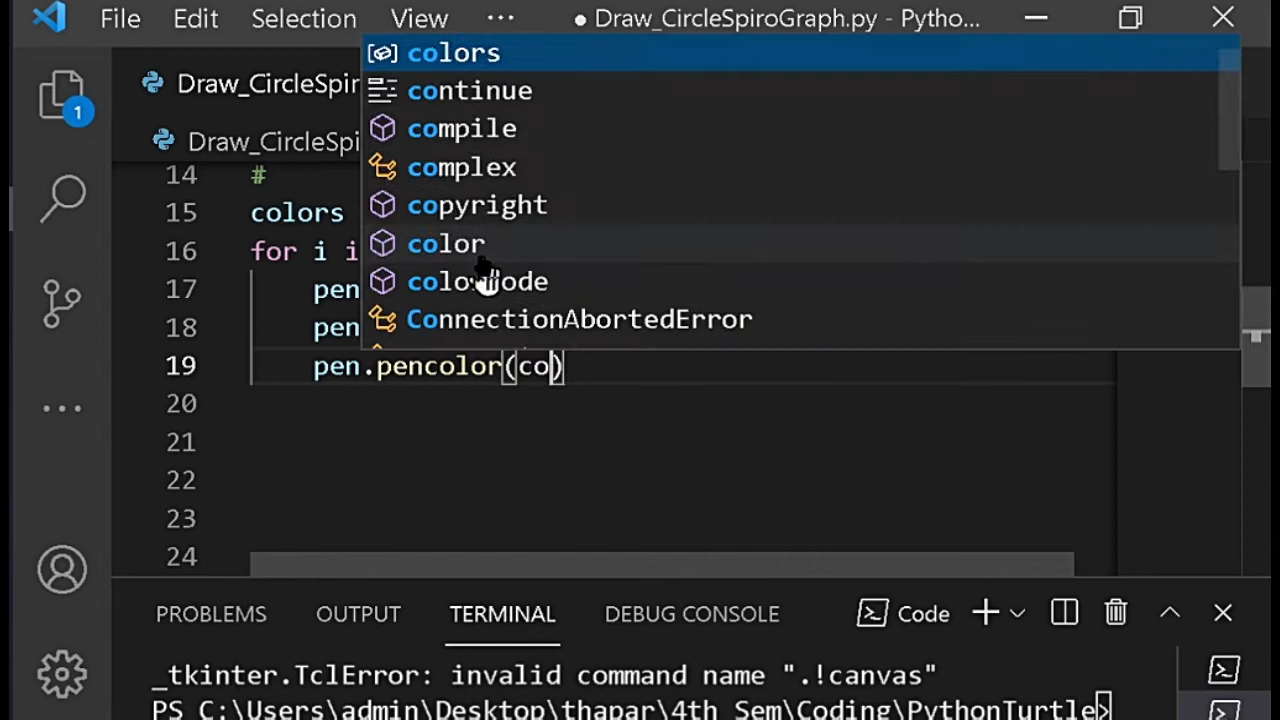 File Edit Selection View ··· ● Draw_CircleSpiroGraph.py - Pytho...
colors
Draw_CircleSpir
continue
1
compile
Draw_CircleSpi
complex
14 #
copyright
15 colors
color
16 for i i
17 pen
18 pen
ConnectionAbortedError
19 pen.pencolor(co)
20
21
22
23
24
PROBLEMS OUTPUT TERMINAL DEBUG CONSOLE Code
_tkinter.TclError: invalid command name ".!canvas"
PS C:\Users\admin\Desktop\thapar\4th Sem\Coding\PythonTurtle>